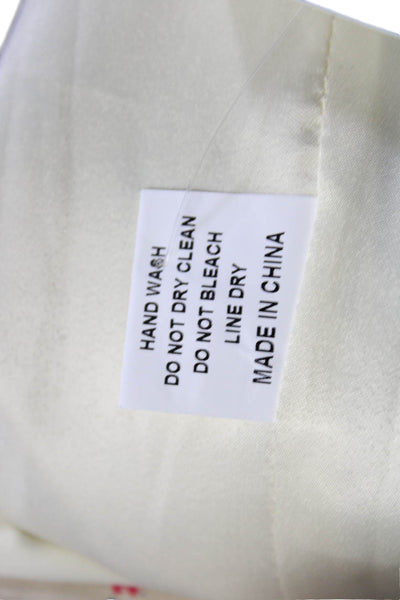 HAND WASH
DO NOT DRY CLEAN
DO NOT BLEACH
LINE DRY
MADE IN CHINA